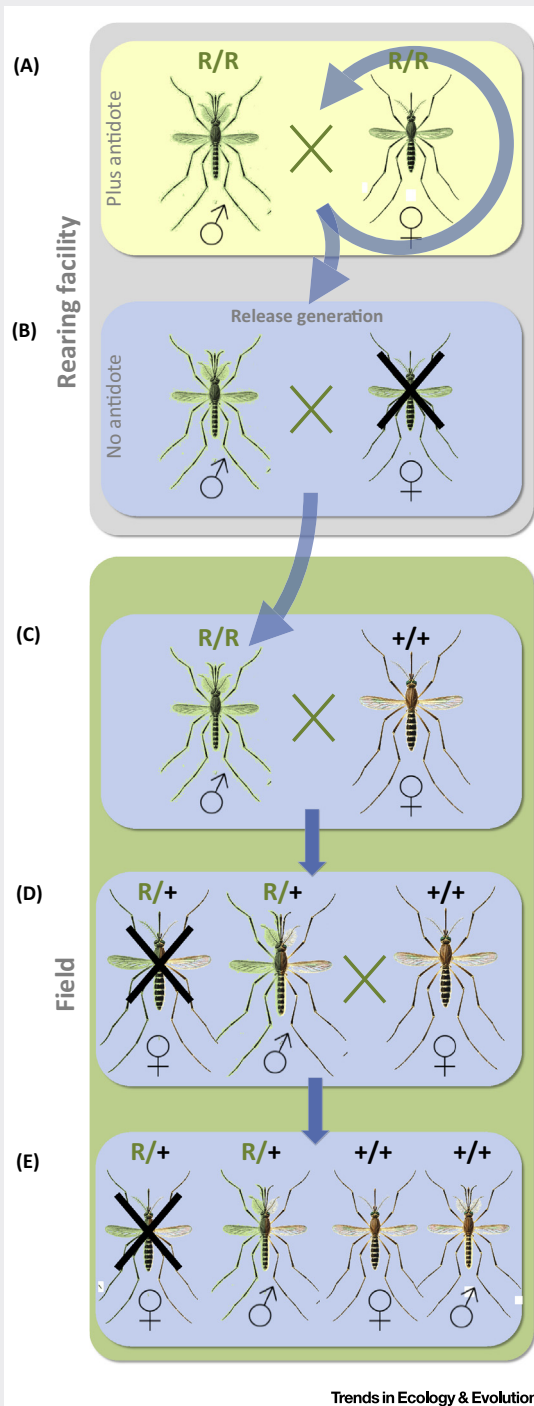 (A)
R/R R/R
Plus antidote
♂ ♀
Rearing facility
(B)
Release generation
No antidote
♂ ♀
(C)
R/R +/+
♂ ♀
Field
(D)
R/+ R/+ +/+
♀ ♂ ♀
(E)
R/+ R/+ +/+ +/+
♀ ♂ ♀ ♂
Trends in Ecology & Evolution